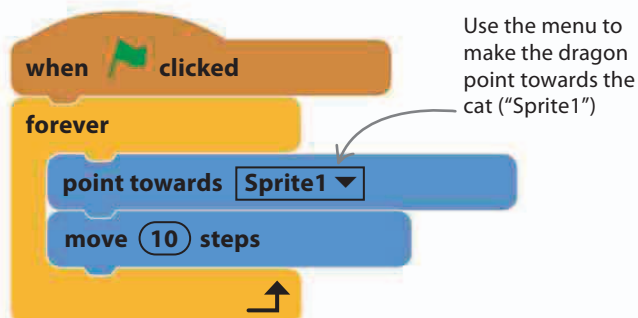 when clicked
forever
point towards Sprite1
move 10 steps
Use the menu to
make the dragon
point towards the
cat (“Sprite1”)